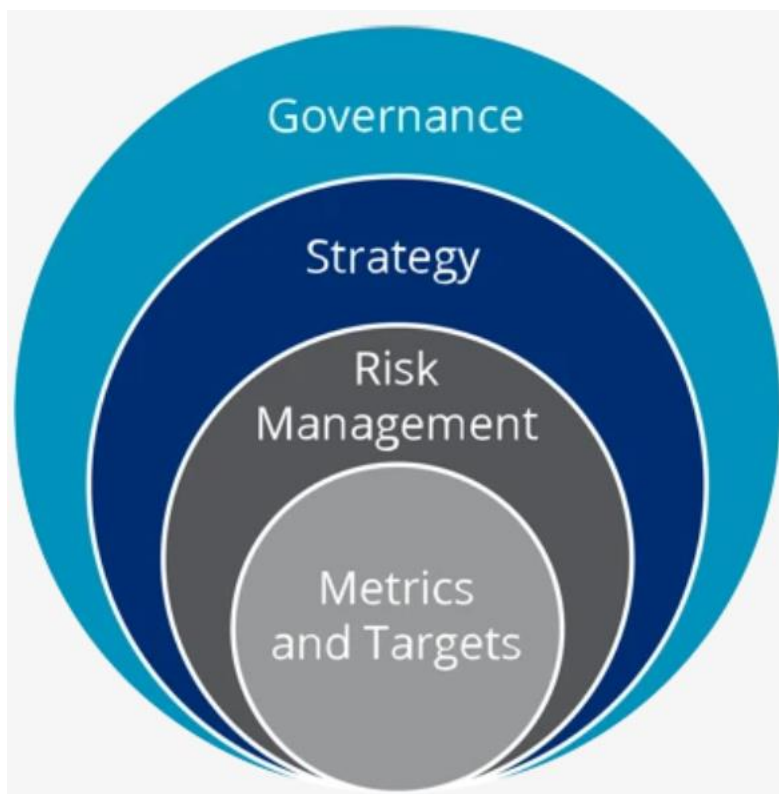 Governance
Strategy
Risk
Management
Metrics
and Targets